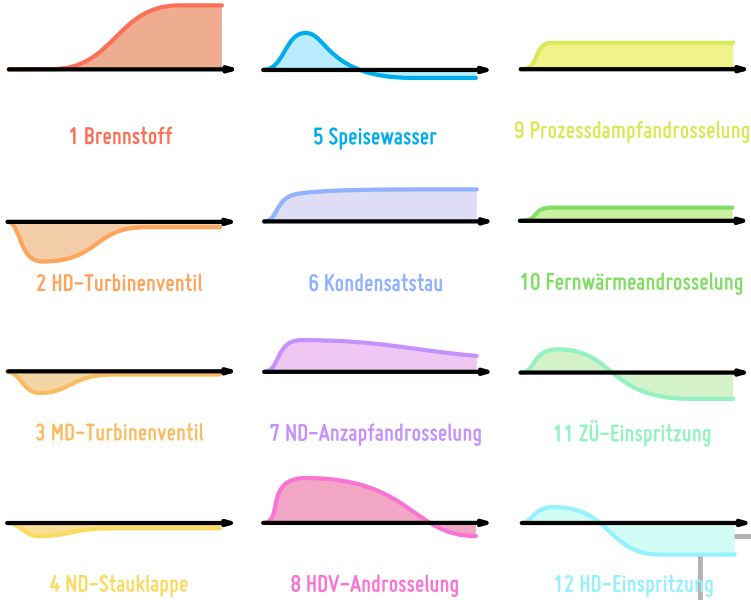 1 Brennstoff
5 Speisewasser
9 Prozessdampfandrosselung
2 HD-Turbinenventil
6 Kondensatstau
10 Fernwärmeandrosselung
3 MD-Turbinenventil
7 ND-Anzapfandrosselung
11 ZÜ-Einspritzung
4 ND-Stauklappe
8 HDV-Androsselung
12 HD-Einspritzung